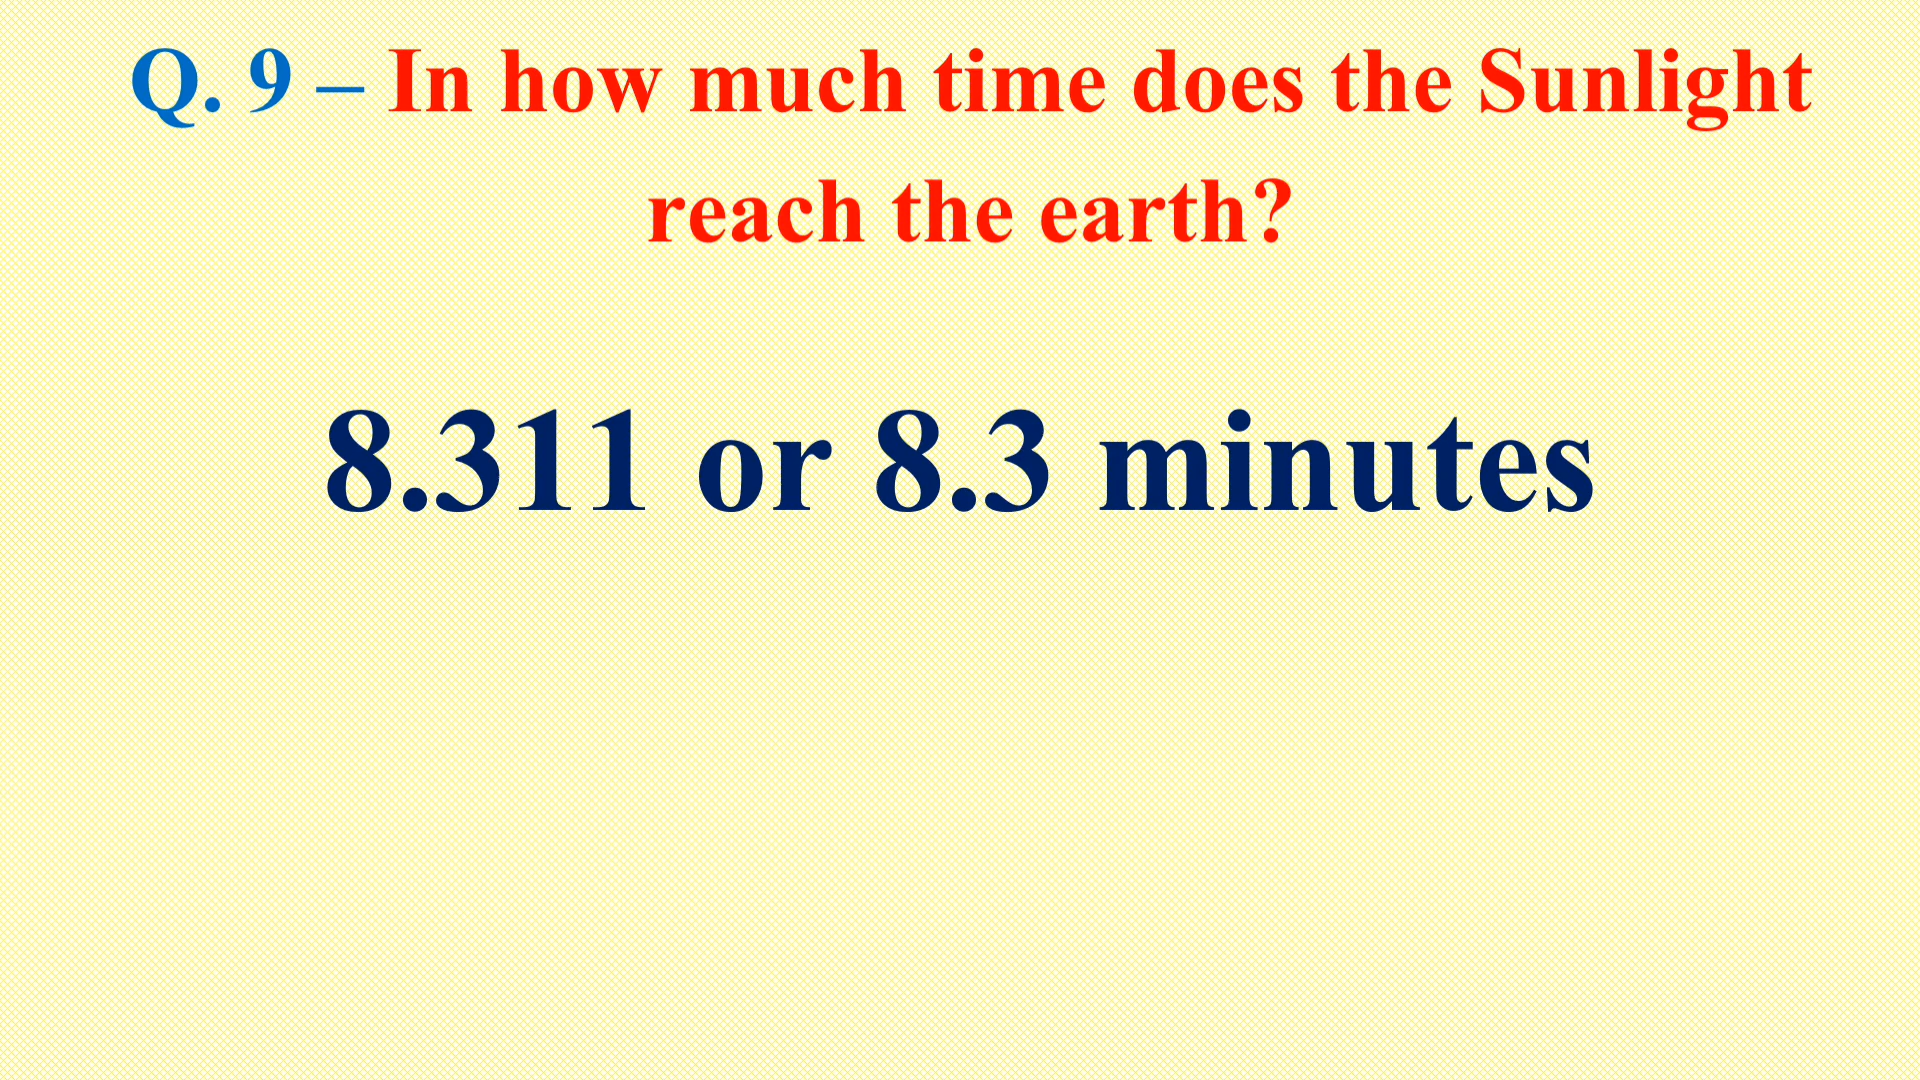 Q. 9 – In how much time does the Sunlight
reach the earth?
8.311 or 8.3 minutes